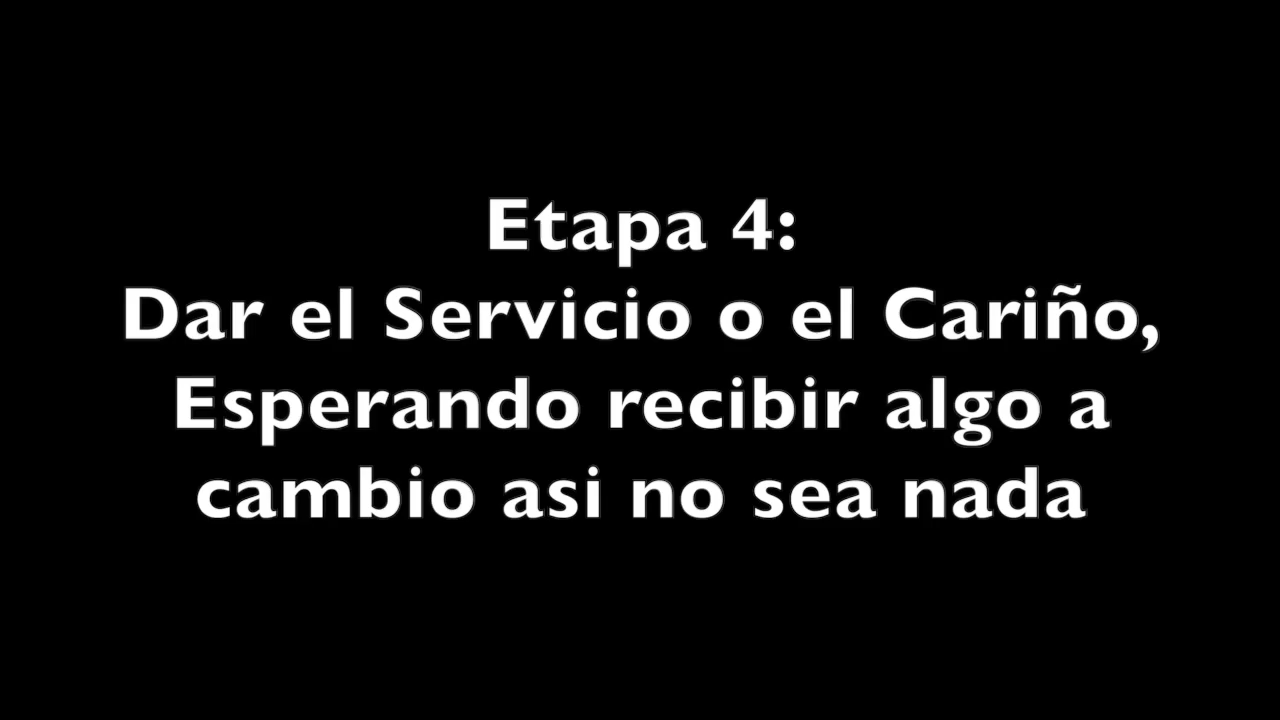 Etapa 4:
Dar el Servicio o el Cariño,
Esperando recibir algo a
cambio asi no sea nada